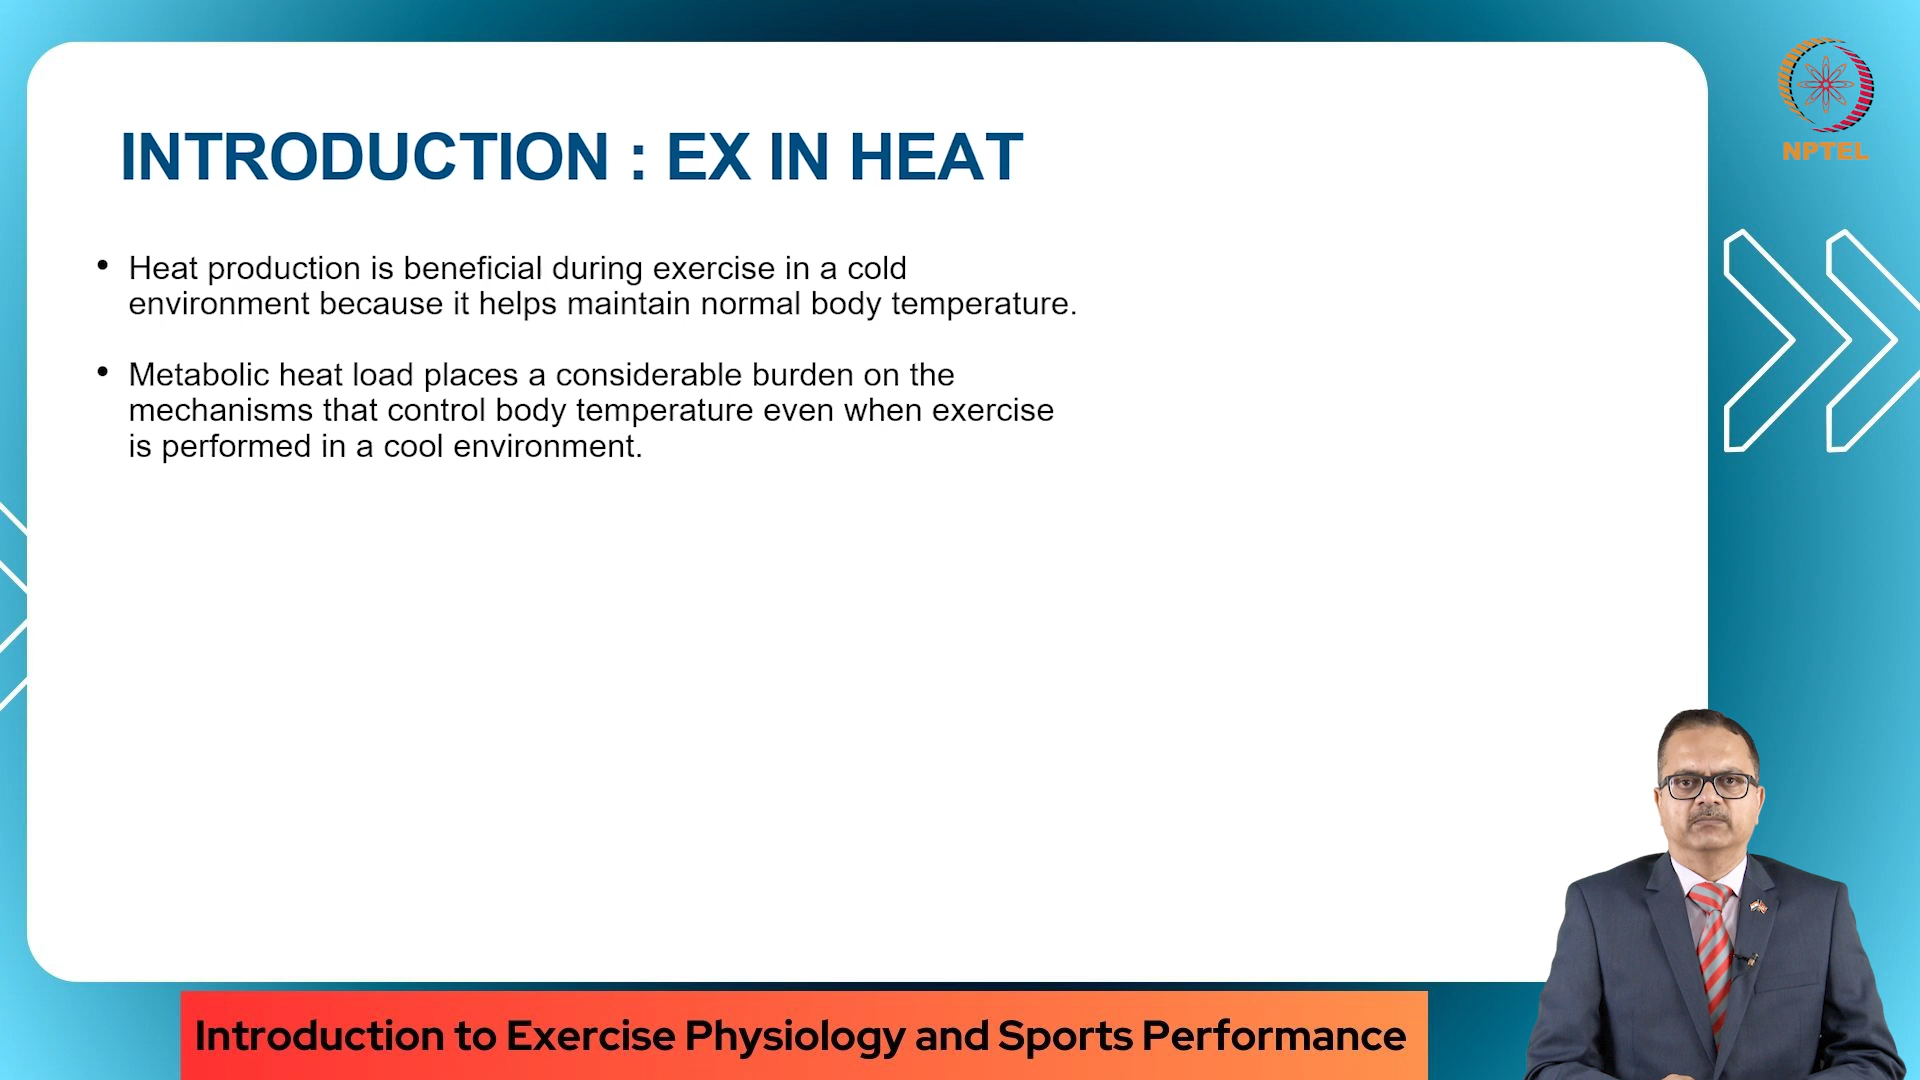 NPTEL
INTRODUCTION : EX IN HEAT
• Heat production is beneficial during exercise in a cold
environment because it helps maintain normal body temperature.
• Metabolic heat load places a considerable burden on the
mechanisms that control body temperature even when exercise
is performed in a cool environment.
Introduction to Exercise Physiology and Sports Performance